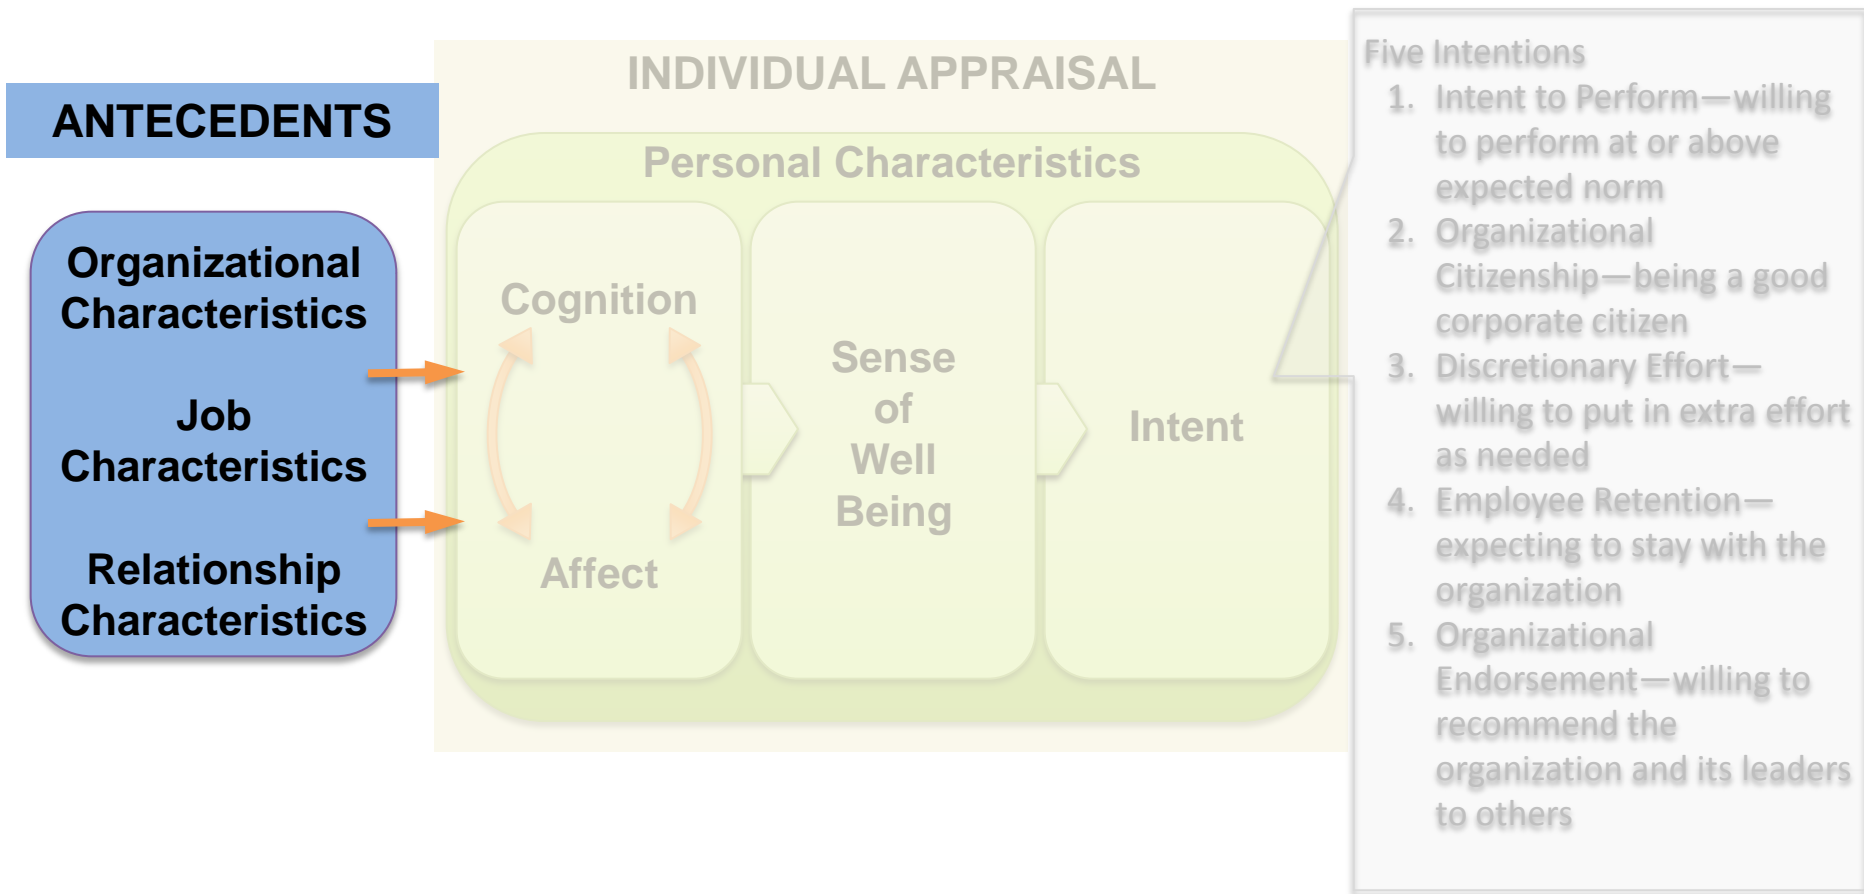 ANTECEDENTS
Organizational
Characteristics
Job
Characteristics
Relationship
Characteristics
INDIVIDUAL APPRAISAL
Personal Characteristics
Cognition
Affect
Sense
of
Well
Being
Intent
Five Intentions
1. Intent to Perform—willing
to perform at or above
expected norm
2. Organizational
Citizenship—being a good
corporate citizen
3. Discretionary Effort—
willing to put in extra effort
as needed
4. Employee Retention—
expecting to stay with the
organization
5. Organizational
Endorsement—willing to
recommend the
organization and its leaders
to others